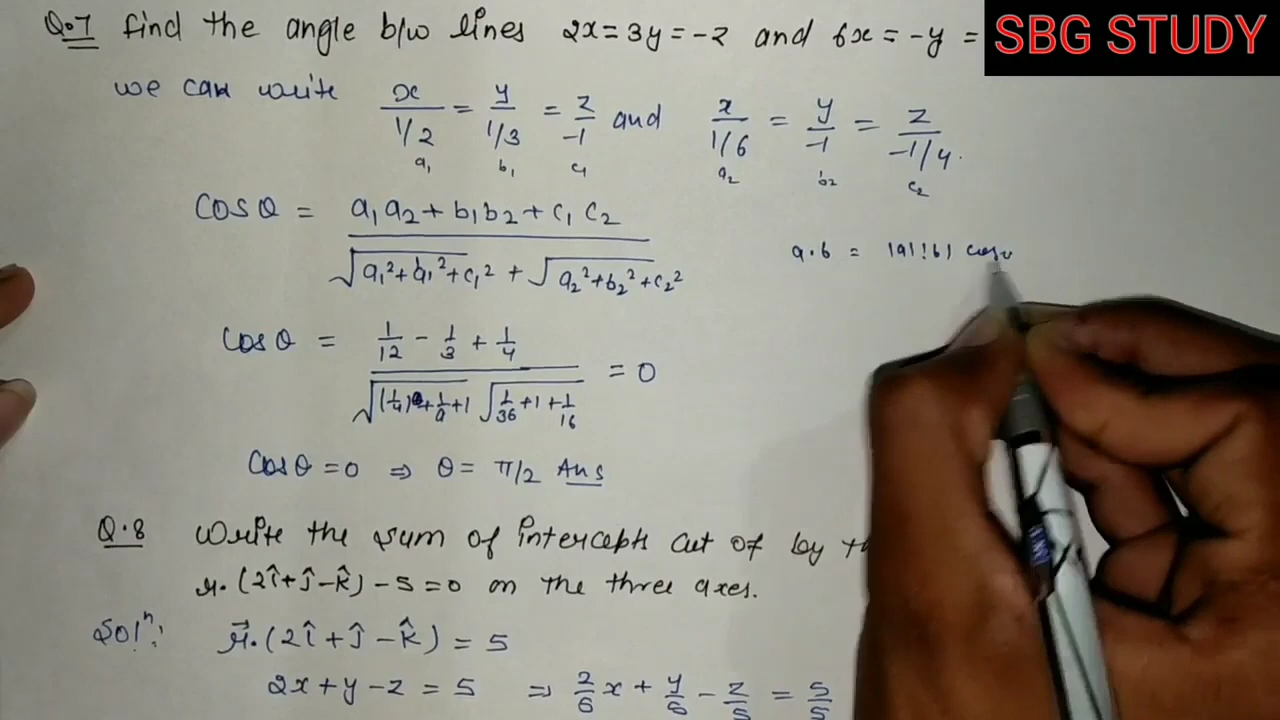 Q.7 Find the angle b/w lines 2x = 3y = -z and 6x = -y =
SBG STUDY
we can write x/(1/2) = y/(1/3) = z/-1 and x/(1/6) = y/-1 = z/(-1/4).
a₁ b₁ c₁ a₂ b₂ c₂
Cosθ = (a₁a₂ + b₁b₂ + c₁c₂) / (√(a₁² + b₁² + c₁²) + √(a₂² + b₂² + c₂²))
a.b = |a||b| cos
Cosθ = (1/12 - 1/3 + 1/4) / (√((1/4) + 1/9 + 1) √(1/36 + 1 + 1/16)) = 0
Cosθ = 0 ⇒ θ = π/2 Ans
Q.8 Write the sum of intercepts cut of by
r.(2î + ĵ - k̂) - 5 = 0 on the three axes.
Solⁿ: r⃗.(2î + ĵ - k̂) = 5
2x + y - z = 5 ⇒ 2/5 x + y/5 - z/5 = 5/5